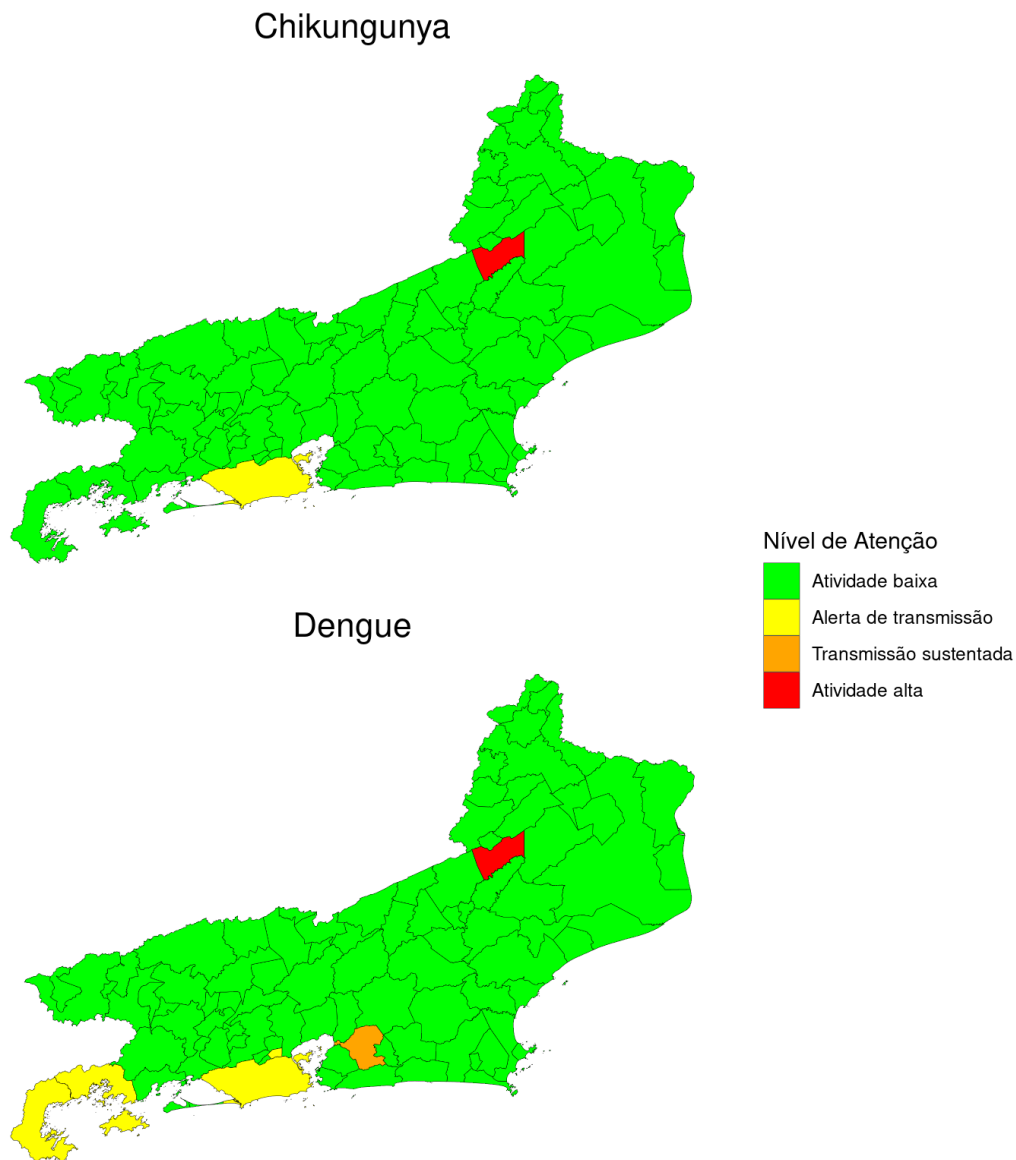 Chikungunya
Nível de Atenção
Atividade baixa
Alerta de transmissão
Transmissão sustentada
Atividade alta
Dengue